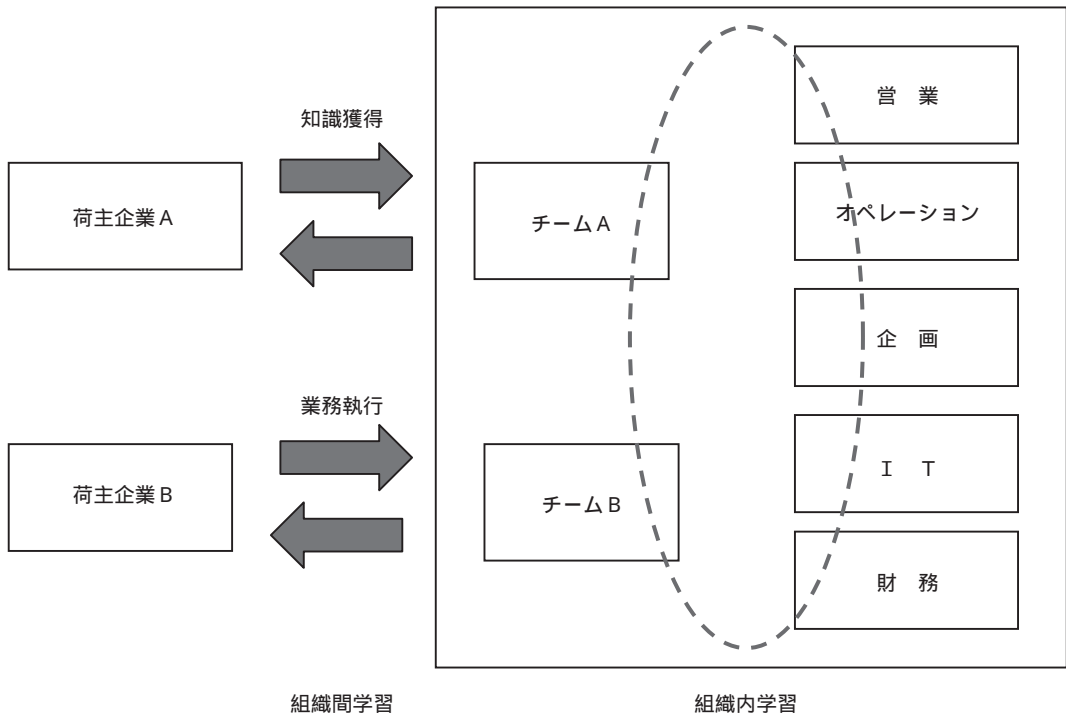 営　業
知識獲得
荷主企業Ａ
チームＡ
オペレーション
企　画
業務執行
荷主企業Ｂ
チームＢ
Ｉ　Ｔ
財　務
組織間学習
組織内学習